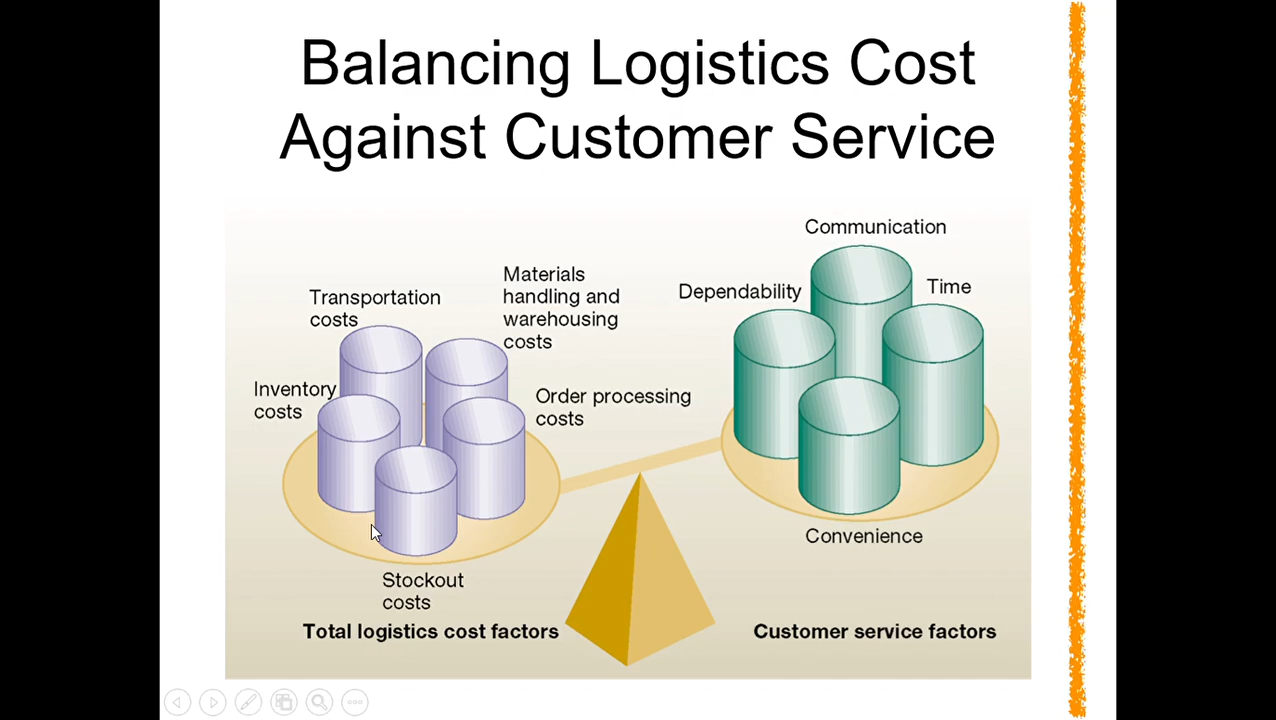 Balancing Logistics Cost
Against Customer Service
Transportation
costs
Materials
handling and
warehousing
costs
Inventory
costs
Order processing
costs
Stockout
costs
Total logistics cost factors
Communication
Dependability
Time
Convenience
Customer service factors